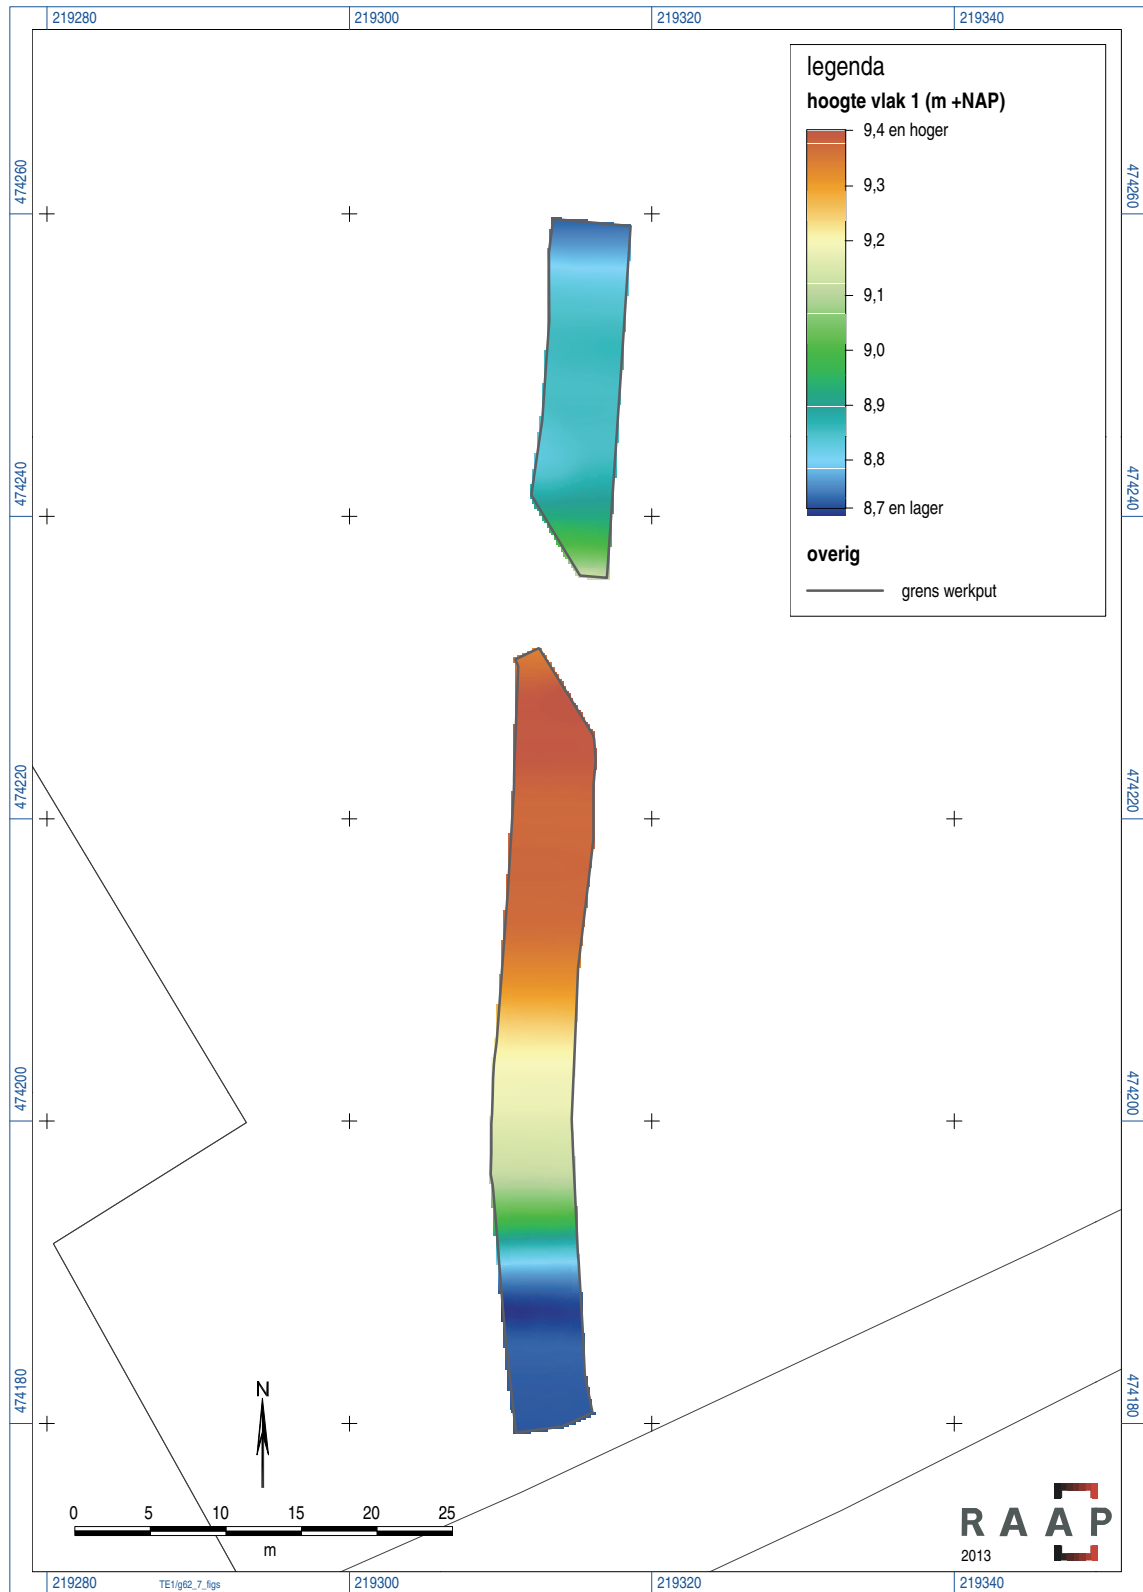 219280 219300 219320 219340
legenda
hoogte vlak 1 (m +NAP)
9,4 en hoger
9,3
9,2
9,1
9,0
8,9
8,8
8,7 en lager
overig
grens werkput
474260 474260
474240 474240
474220 474220
474200 474200
474180 474180
N
0 5 10 15 20 25
m
RAAP
2013
219280 TE1/g62_7_figs 219300 219320 219340